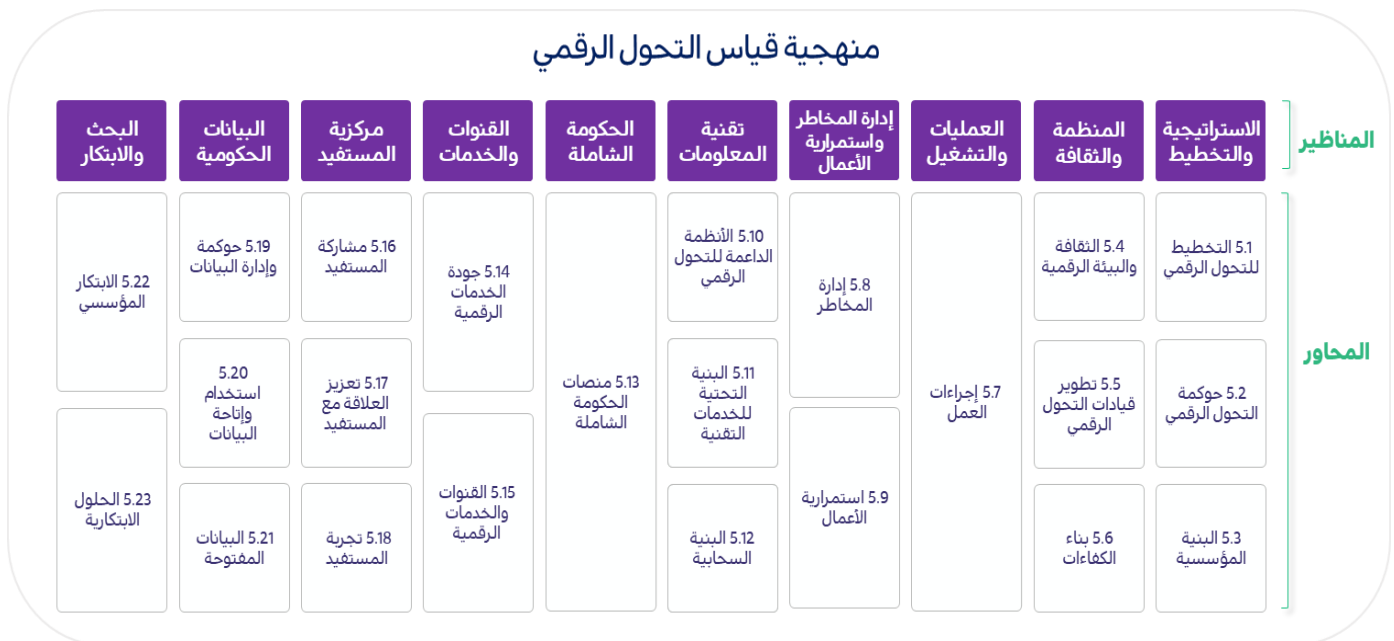 منهجية قياس التحول الرقمي
المناظير
الاستراتيجية
والتخطيط
المنظمة
والثقافة
العمليات
والتشغيل
إدارة المخاطر
واستمرارية
الأعمال
تقنية
المعلومات
الحكومة
الشاملة
القنوات
والخدمات
مركزية
المستفيد
البيانات
الحكومية
البحث
والابتكار
المحاور
5.1 التخطيط
للتحول الرقمي
5.2 حوكمة
التحول الرقمي
5.3 البنية
المؤسسية
5.4 الثقافة
والبيئة الرقمية
5.5 تطوير
قيادات التحول
الرقمي
5.6 بناء
الكفاءات
5.7 إجراءات
العمل
5.8 إدارة
المخاطر
5.9 استمرارية
الأعمال
5.10 الأنظمة
الداعمة للتحول
الرقمي
5.11 البنية
التحتية
للخدمات
التقنية
5.12 البنية
السحابية
5.13 منصات
الحكومة
الشاملة
5.14 جودة
الخدمات
الرقمية
5.15 القنوات
والخدمات
الرقمية
5.16 مشاركة
المستفيد
5.17 تعزيز
العلاقة مع
المستفيد
5.18 تجربة
المستفيد
5.19 حوكمة
وإدارة البيانات
5.20
استخدام
وإتاحة
البيانات
5.21 البيانات
المفتوحة
5.22 الابتكار
المؤسسي
5.23 الحلول
الابتكارية